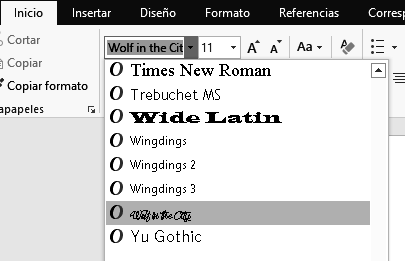 Inicio Insertar Diseño Formato Referencias Corresp
Cortar
Copiar
Copiar formato
apapeles
Wolf in the Cit 11 A A Aa A
O Times New Roman
O Trebuchet MS
O Wide Latin
O Wingdings
O Wingdings 2
O Wingdings 3
O Wolf in the City
O Yu Gothic